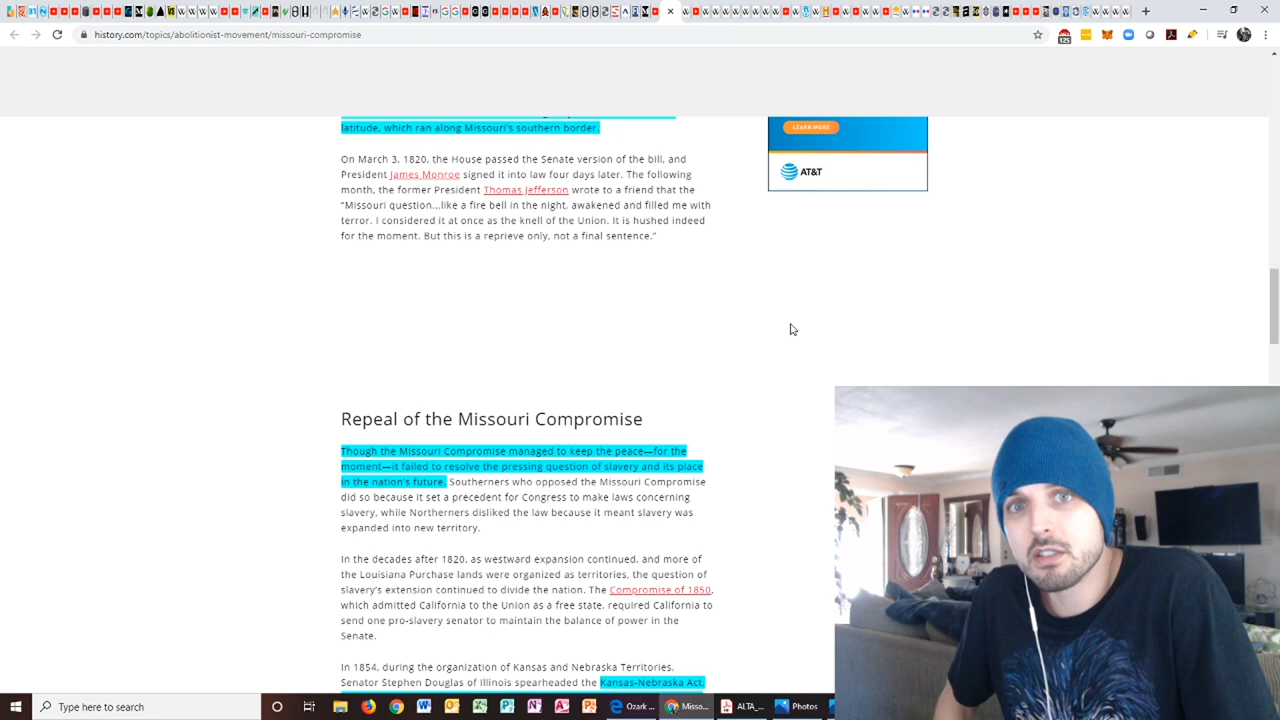 history.com/topics/abolitionist-movement/missouri-compromise
125
latitude, which ran along Missouri's southern border.
LEARN MORE
AT&T
On March 3, 1820, the House passed the Senate version of the bill, and
President James Monroe signed it into law four days later. The following
month, the former President Thomas Jefferson wrote to a friend that the
“Missouri question...like a fire bell in the night, awakened and filled me with
terror. I considered it at once as the knell of the Union. It is hushed indeed
for the moment. But this is a reprieve only, not a final sentence.”
Repeal of the Missouri Compromise
Though the Missouri Compromise managed to keep the peace—for the
moment—it failed to resolve the pressing question of slavery and its place
in the nation's future. Southerners who opposed the Missouri Compromise
did so because it set a precedent for Congress to make laws concerning
slavery, while Northerners disliked the law because it meant slavery was
expanded into new territory.
In the decades after 1820, as westward expansion continued, and more of
the Louisiana Purchase lands were organized as territories, the question of
slavery's extension continued to divide the nation. The Compromise of 1850,
which admitted California to the Union as a free state, required California to
send one pro-slavery senator to maintain the balance of power in the
Senate.
In 1854, during the organization of Kansas and Nebraska Territories,
Senator Stephen Douglas of Illinois spearheaded the Kansas-Nebraska Act,
Type here to search
Ozark ...
Misso...
ALTA_...
Photos